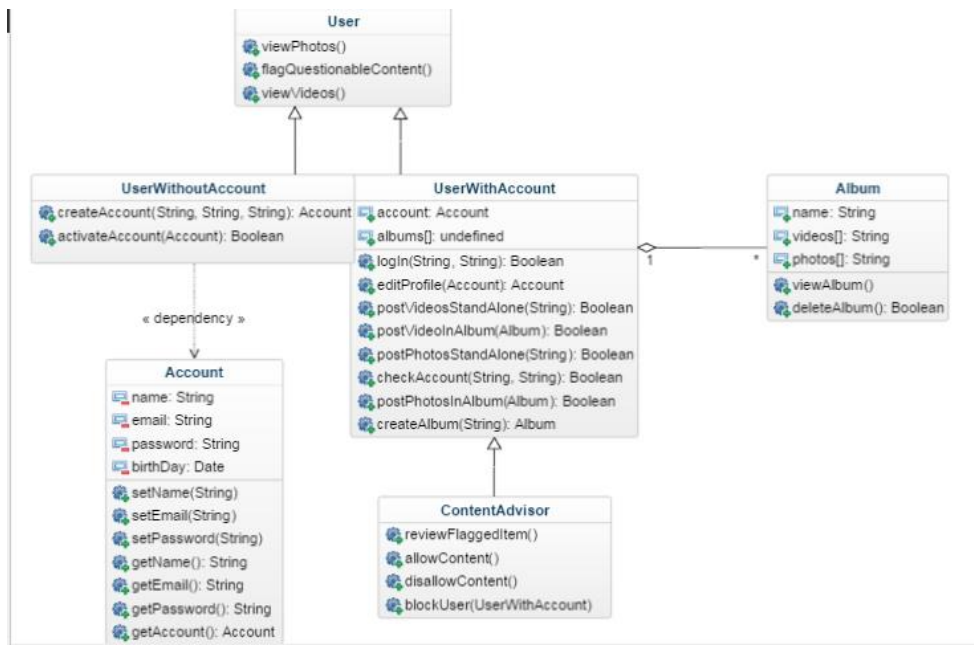 User
viewPhotos()
flagQuestionableContent()
viewVideos()
UserWithoutAccount
createAccount(String, String, String): Account
activateAccount(Account): Boolean
UserWithAccount
account: Account
albums[]: undefined
logIn(String, String): Boolean
editProfile(Account): Account
postVideosStandAlone(String): Boolean
postVideoInAlbum(Album): Boolean
postPhotosStandAlone(String): Boolean
checkAccount(String, String): Boolean
postPhotosInAlbum(Album): Boolean
createAlbum(String): Album
1
*
Album
name: String
videos[]: String
photos[]: String
viewAlbum()
deleteAlbum(): Boolean
« dependency »
Account
name: String
email: String
password: String
birthDay: Date
setName(String)
setEmail(String)
setPassword(String)
getName(): String
getEmail(): String
getPassword(): String
getAccount(): Account
ContentAdvisor
reviewFlaggedItem()
allowContent()
disallowContent()
blockUser(UserWithAccount)